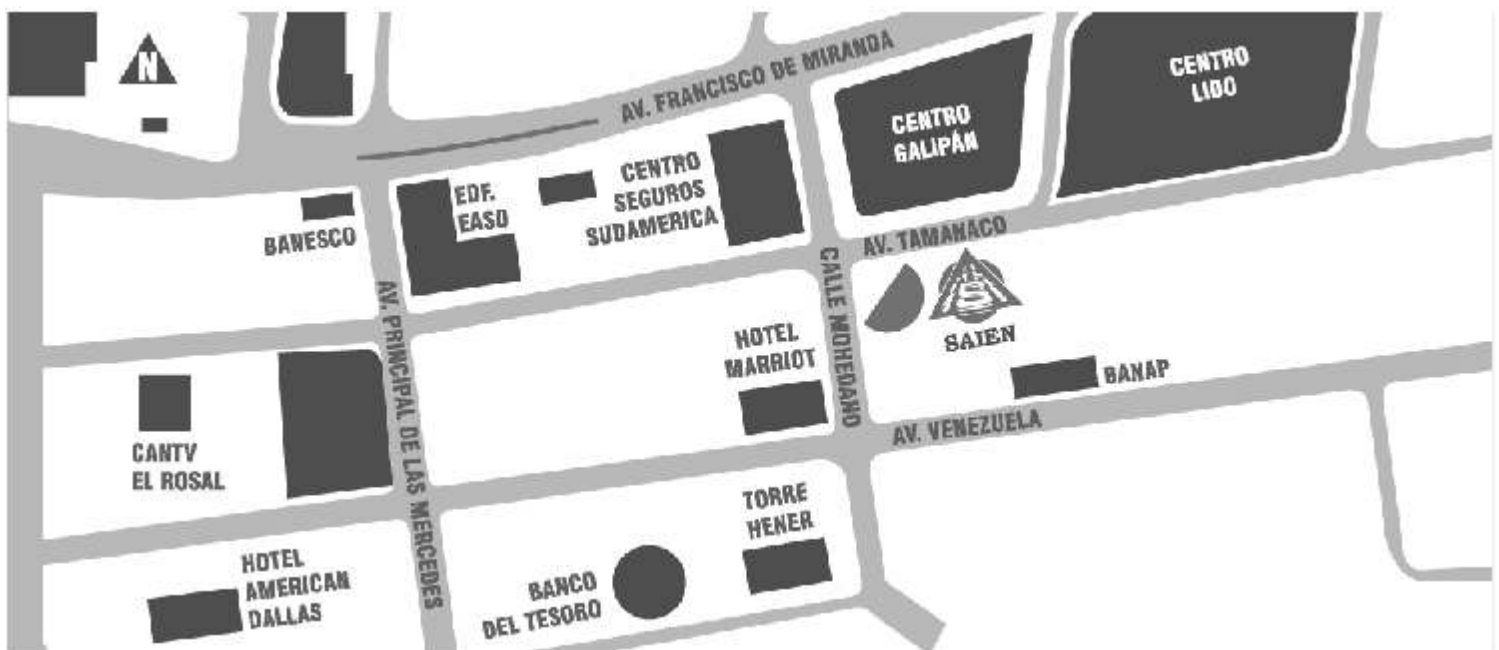 N
AV. FRANCISCO DE MIRANDA
CENTRO
LIDO
CENTRO
GALIPÁN
CENTRO
SEGUROS
SUDAMERICA
EDF.
EASO
BANESCO
AV. TAMANACO
CALLE MOHEDANO
AV. PRINCIPAL DE LAS MERCEDES
S
SAIEN
HOTEL
MARRIOT
BANAP
AV. VENEZUELA
CANTV
EL ROSAL
TORRE
HENER
HOTEL
AMERICAN
DALLAS
BANCO
DEL TESORO